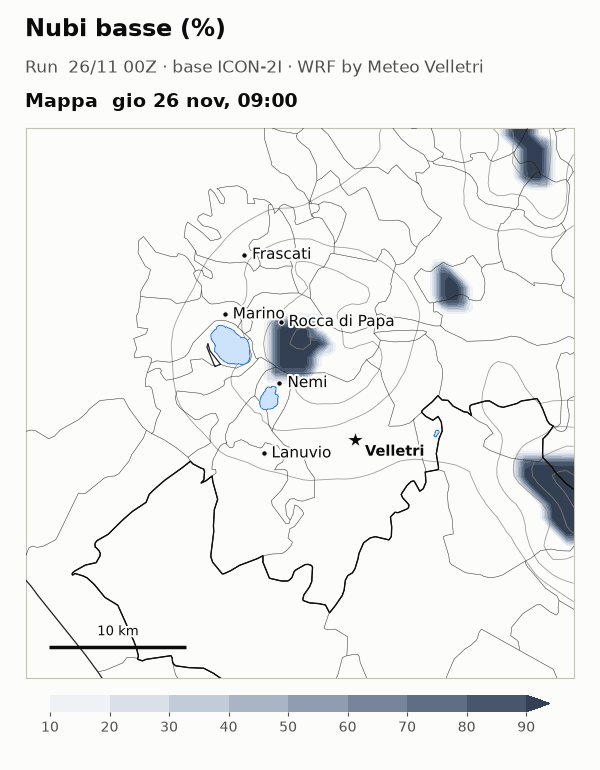 Nubi basse (%)
Run  26/11 00Z · base ICON-2I · WRF by Meteo Velletri
Mappa  gio 26 nov, 09:00
Frascati
Marino
Rocca di Papa
Nemi
Velletri
Lanuvio
10 km
10 20 30 40 50 60 70 80 90